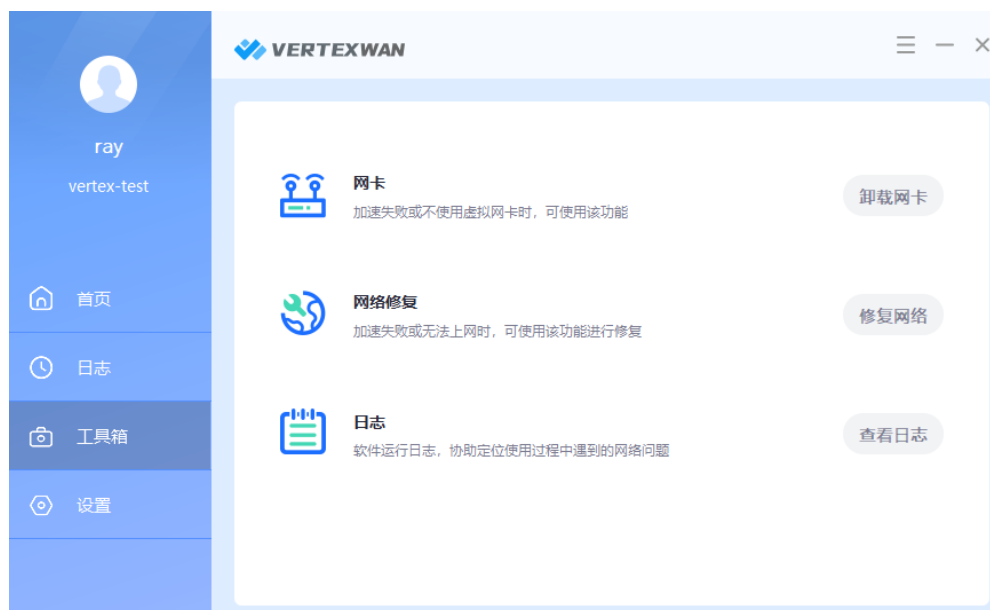 VERTEXWAN
ray
vertex-test
首页
日志
工具箱
设置
网卡
加速失败或不使用虚拟网卡时，可使用该功能
卸载网卡
网络修复
加速失败或无法上网时，可使用该功能进行修复
修复网络
日志
软件运行日志，协助定位使用过程中遇到的网络问题
查看日志